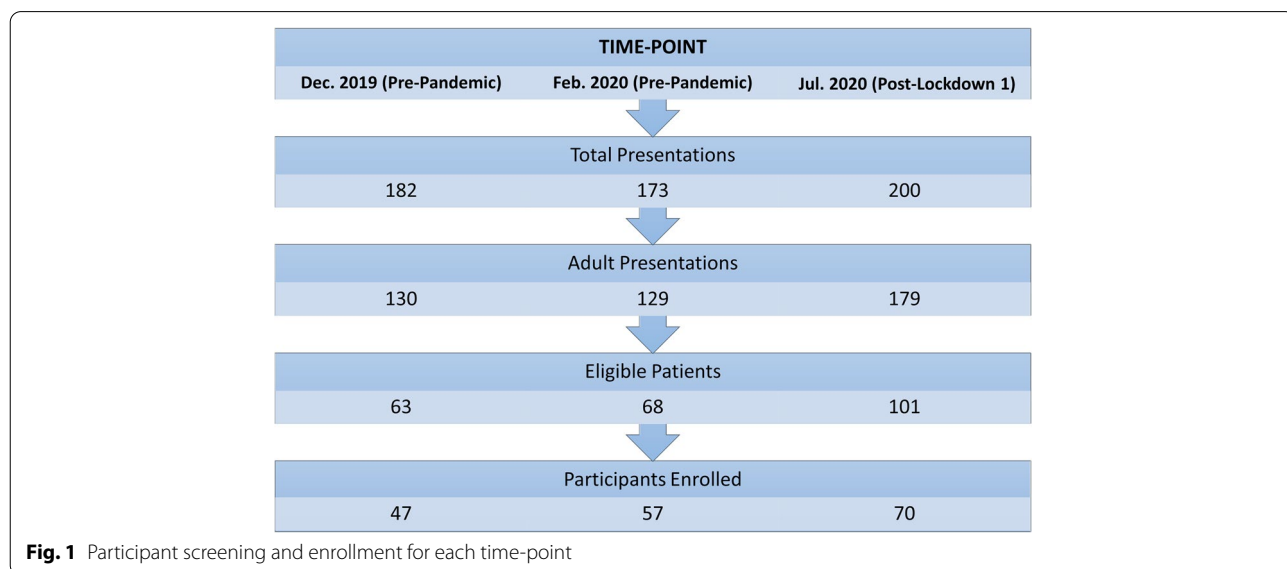 TIME-POINT
Dec. 2019 (Pre-Pandemic) Feb. 2020 (Pre-Pandemic) Jul. 2020 (Post-Lockdown 1)
Total Presentations
182 173 200
Adult Presentations
130 129 179
Eligible Patients
63 68 101
Participants Enrolled
47 57 70
Fig. 1 Participant screening and enrollment for each time-point